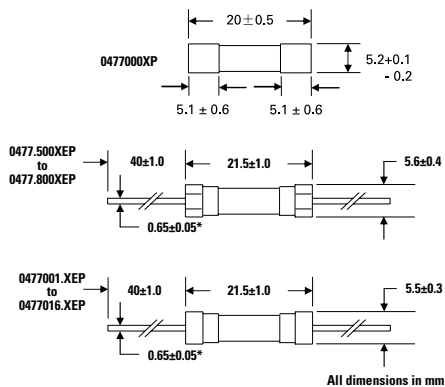 20±0.5
0477000XP
5.2+0.1
- 0.2
5.1 ± 0.6
5.1 ± 0.6
0477.500XEP
to
0477.800XEP
40±1.0
21.5±1.0
5.6±0.4
0.65±0.05*
0477001.XEP
to
0477016.XEP
40±1.0
21.5±1.0
5.5±0.3
0.65±0.05*
All dimensions in mm